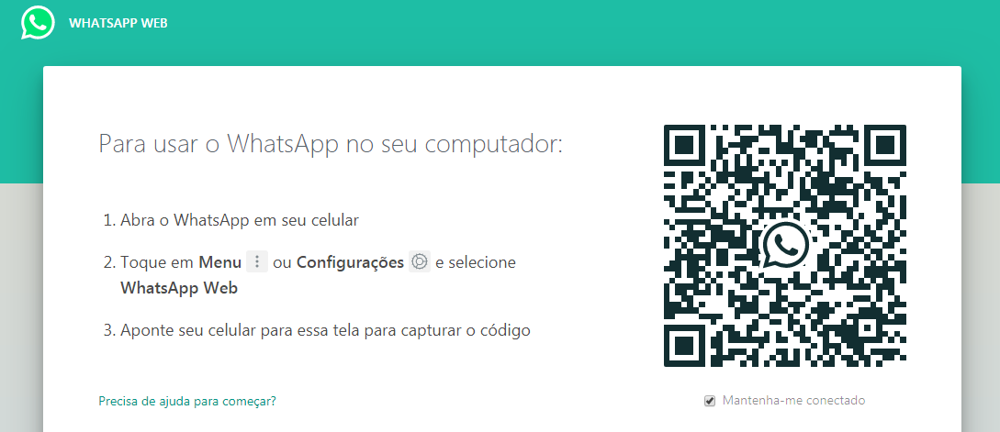 WHATSAPP WEB
Para usar o WhatsApp no seu computador:
1. Abra o WhatsApp em seu celular
2. Toque em Menu ou Configurações e selecione
WhatsApp Web
3. Aponte seu celular para essa tela para capturar o código
Precisa de ajuda para começar?
Mantenha-me conectado